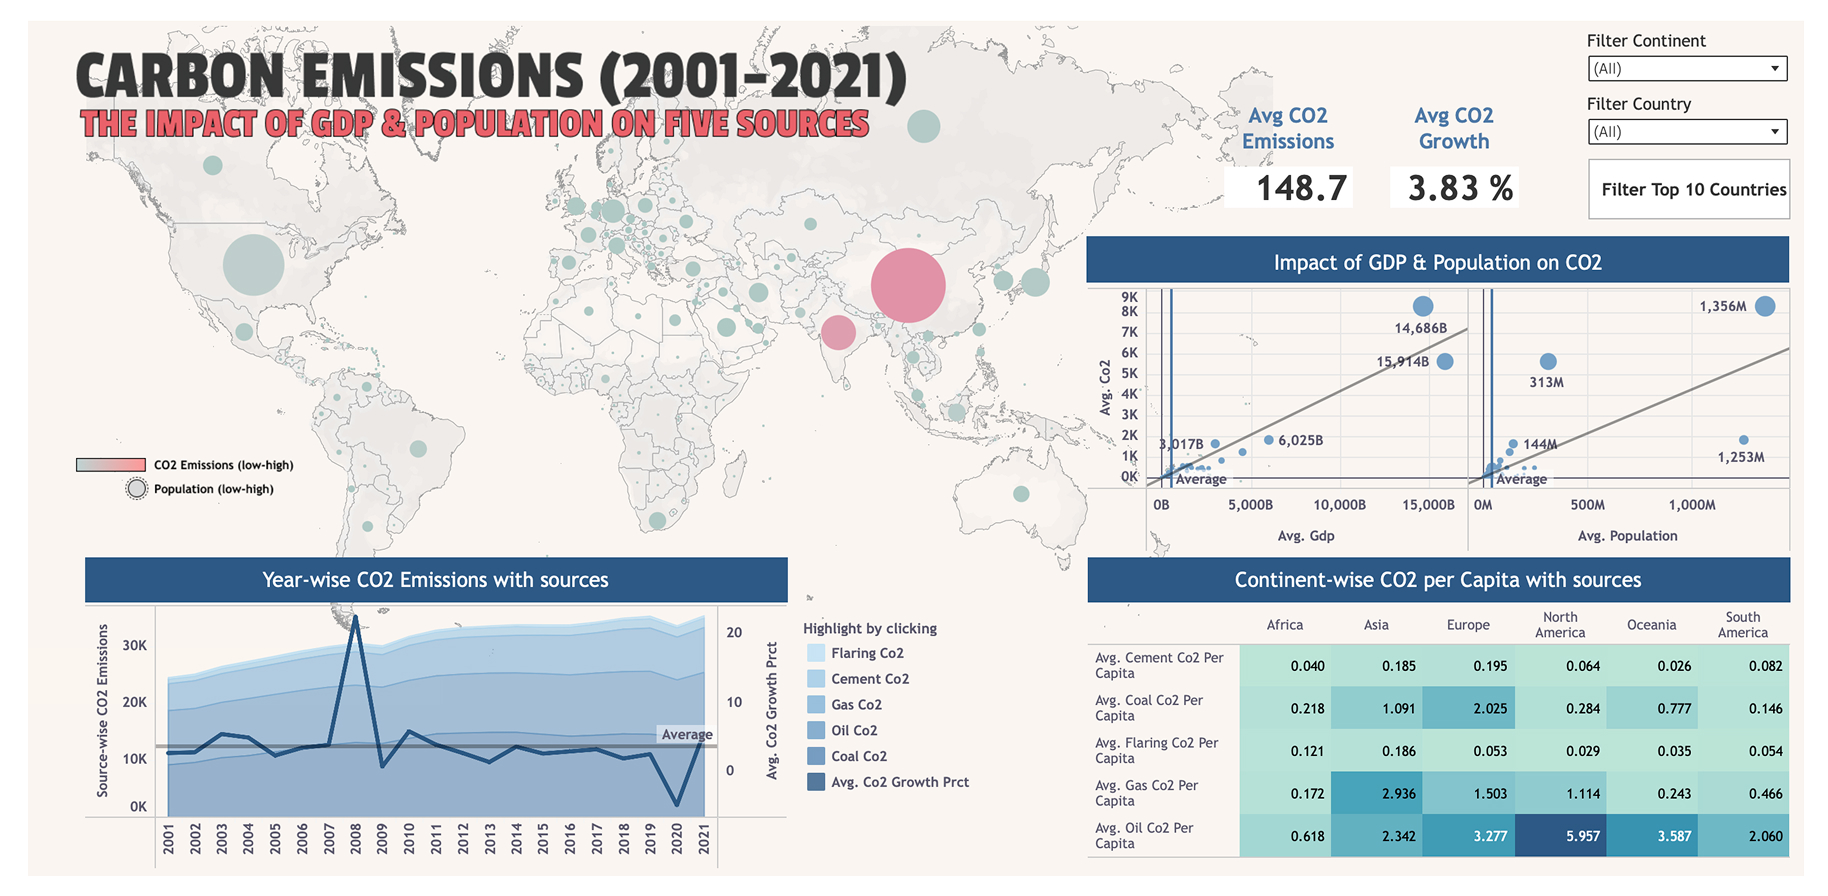 CARBON EMISSIONS (2001-2021)
THE IMPACT OF GDP & POPULATION ON FIVE SOURCES
Avg CO2
Emissions
148.7
Avg CO2
Growth
3.83 %
Filter Continent
(All)
Filter Country
(All)
Filter Top 10 Countries
CO2 Emissions (low-high)
Population (low-high)
Impact of GDP & Population on CO2
Avg. Co2
9K
8K
7K
6K
5K
4K
3K
2K
1K
0K
14,686B
15,914B
3,017B
6,025B
Average
0B
5,000B
10,000B
15,000B
Avg. Gdp
1,356M
313M
144M
1,253M
Average
0M
500M
1,000M
Avg. Population
Year-wise CO2 Emissions with sources
Source-wise CO2 Emissions
30K
20K
10K
0K
Average
20
10
0
Avg. Co2 Growth Prct
2001
2002
2003
2004
2005
2006
2007
2008
2009
2010
2011
2012
2013
2014
2015
2016
2017
2018
2019
2020
2021
Highlight by clicking
Flaring Co2
Cement Co2
Gas Co2
Oil Co2
Coal Co2
Avg. Co2 Growth Prct
Continent-wise CO2 per Capita with sources
Africa Asia Europe North America Oceania South America
Avg. Cement Co2 Per Capita 0.040 0.185 0.195 0.064 0.026 0.082
Avg. Coal Co2 Per Capita 0.218 1.091 2.025 0.284 0.777 0.146
Avg. Flaring Co2 Per Capita 0.121 0.186 0.053 0.029 0.035 0.054
Avg. Gas Co2 Per Capita 0.172 2.936 1.503 1.114 0.243 0.466
Avg. Oil Co2 Per Capita 0.618 2.342 3.277 5.957 3.587 2.060